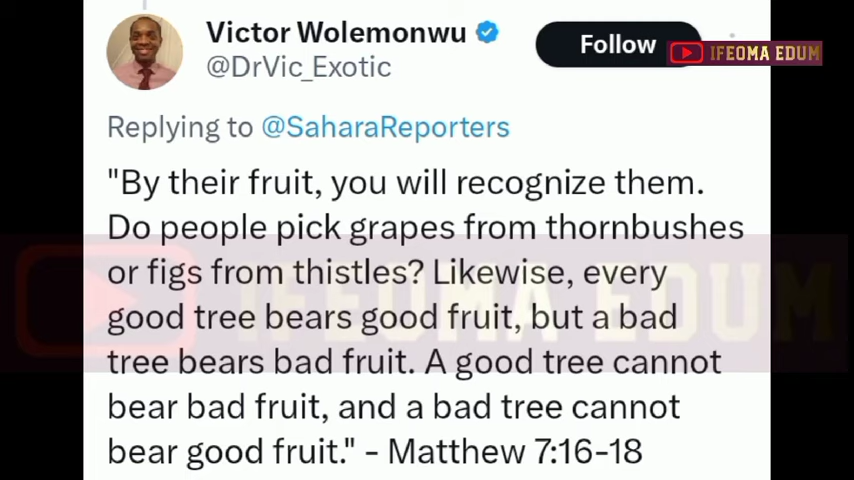 Victor Wolemonwu
@DrVic_Exotic
Follow
IFEOMA EDUM
Replying to @SaharaReporters
"By their fruit, you will recognize them.
Do people pick grapes from thornbushes
or figs from thistles? Likewise, every
good tree bears good fruit, but a bad
tree bears bad fruit. A good tree cannot
bear bad fruit, and a bad tree cannot
bear good fruit." - Matthew 7:16-18
IFEOMA EDUM